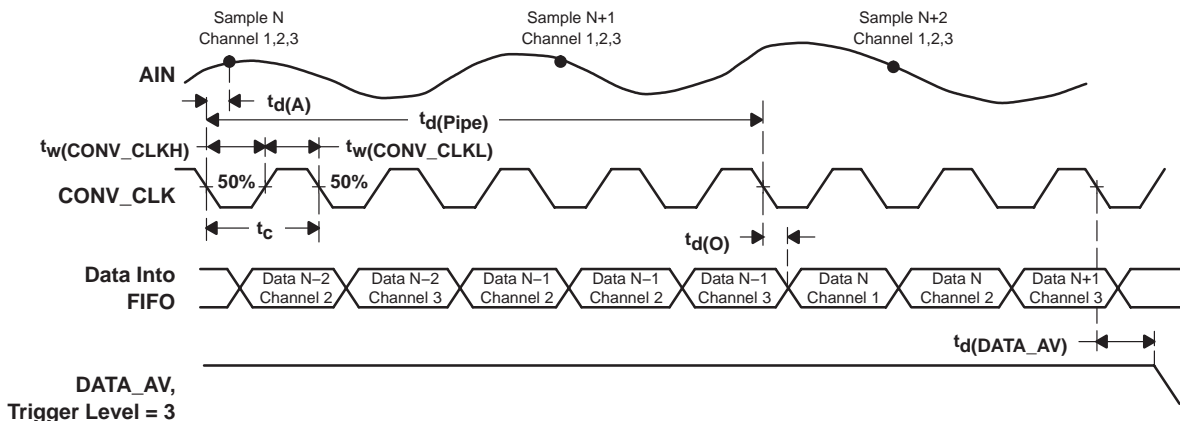 Sample N
Channel 1,2,3
Sample N+1
Channel 1,2,3
Sample N+2
Channel 1,2,3
AIN
td(A)
td(Pipe)
tw(CONV_CLKH)
tw(CONV_CLKL)
50%
50%
CONV_CLK
tc
td(O)
Data Into
FIFO
Data N–2
Channel 2
Data N–2
Channel 3
Data N–1
Channel 2
Data N–1
Channel 2
Data N–1
Channel 3
Data N
Channel 1
Data N
Channel 2
Data N+1
Channel 3
td(DATA_AV)
DATA_AV,
Trigger Level = 3